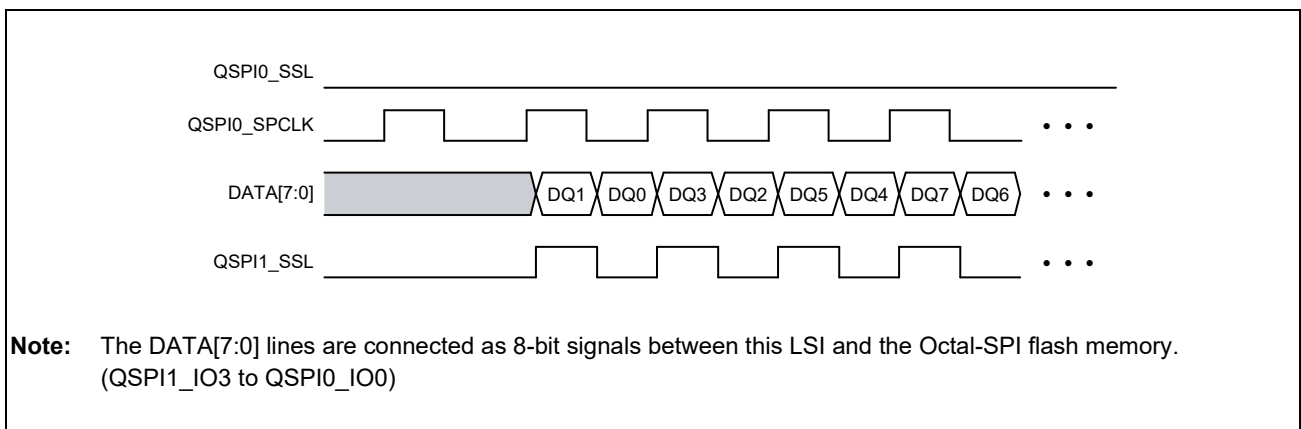 QSPI0_SSL
QSPI0_SPCLK
• • •
DATA[7:0] DQ1 DQ0 DQ3 DQ2 DQ5 DQ4 DQ7 DQ6 • • •
QSPI1_SSL
• • •
Note: The DATA[7:0] lines are connected as 8-bit signals between this LSI and the Octal-SPI flash memory.
(QSPI1_IO3 to QSPI0_IO0)